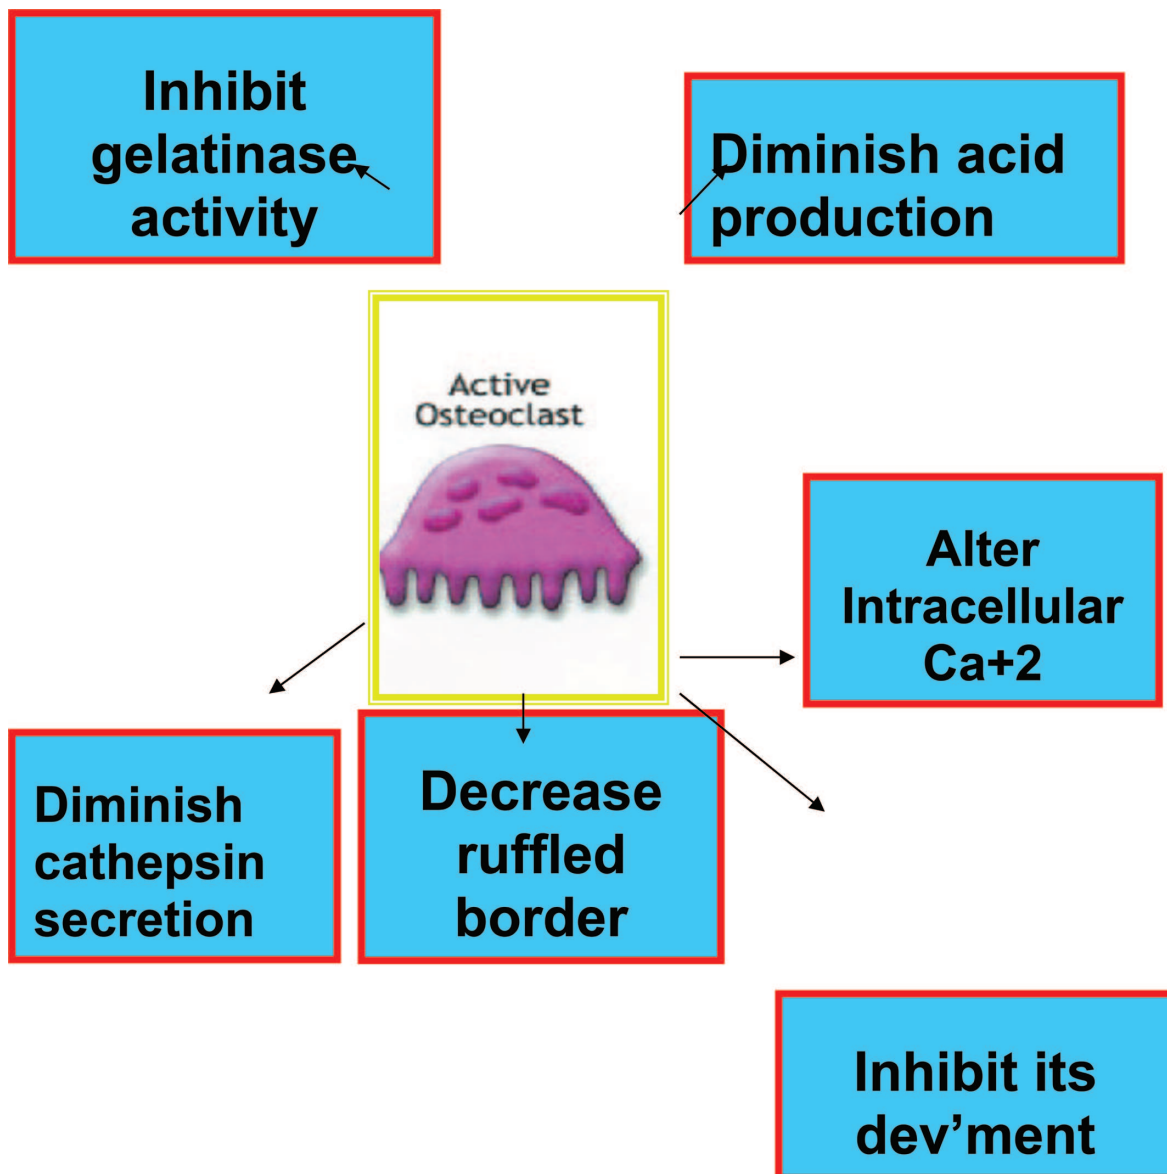 Inhibit
gelatinase
activity
Diminish acid
production
Active
Osteoclast
Alter
Intracellular
Ca+2
Diminish
cathepsin
secretion
Decrease
ruffled
border
Inhibit its
dev’ment